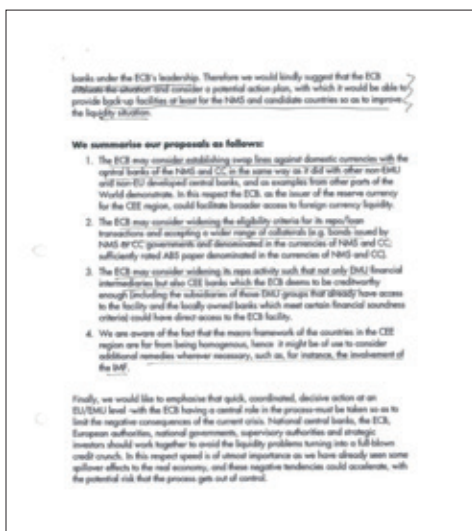 banks under the ECB's leadership. Therefore we would kindly suggest that the ECB
evaluate the situation and consider a potential action plan, with which it would be able to
provide back-up facilities at least for the NMS and candidate countries so as to improve
the liquidity situation.
We summarise our proposals as follows:
1. The ECB may consider establishing swap lines against domestic currencies with the
central banks of the NMS and CC in the same way as it did with other non-EMU
and non-EU developed central banks, and as examples from other parts of the
World demonstrate. In this respect the ECB, as the issuer of the reserve currency
for the CEE region, could facilitate broader access to foreign currency liquidity.
2. The ECB may consider widening the eligibility criteria for its repo/loan
transactions and accepting a wider range of collaterals (e.g. bonds issued by
NMS or CC governments and denominated in the currencies of NMS and CC;
sufficiently rated ABS paper denominated in the currencies of NMS and CC).
3. The ECB may consider widening its repo activity such that not only EMU financial
intermediaries but also CEE banks which the ECB deems to be creditworthy
enough (including the subsidiaries of those EMU groups that already have access
to the facility and the locally owned banks which meet certain financial soundness
criteria) could have direct access to the ECB facility.
4. We are aware of the fact that the macro framework of the countries in the CEE
region are far from being homogenous, hence it might be of use to consider
additional remedies wherever necessary, such as, for instance, the involvement of
the IMF.
Finally, we would like to emphasise that quick, coordinated, decisive action at an
EU/EMU level -with the ECB having a central role in the process-must be taken so as to
limit the negative consequences of the current crisis. National central banks, the ECB,
European authorities, national governments, supervisory authorities and strategic
investors should work together to avoid the liquidity problems turning into a full-blown
credit crunch. In this respect speed is of utmost importance as we have already seen some
spillover effects to the real economy, and these negative tendencies could accelerate, with
the potential risk that the process gets out of control.